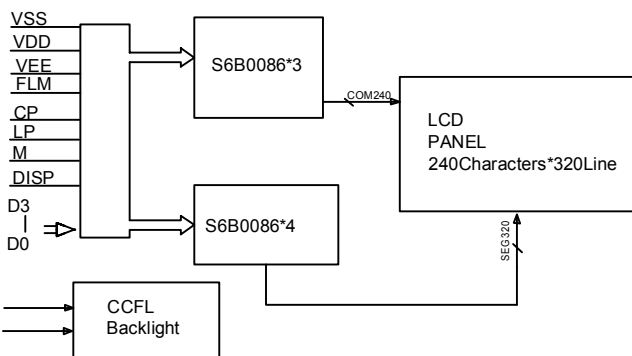 VSS
VDD
VEE
FLM
CP
LP
M
DISP
D3
D0
S6B0086*3
COM240
LCD
PANEL
240Characters*320Line
S6B0086*4
SEG320
CCFL
Backlight